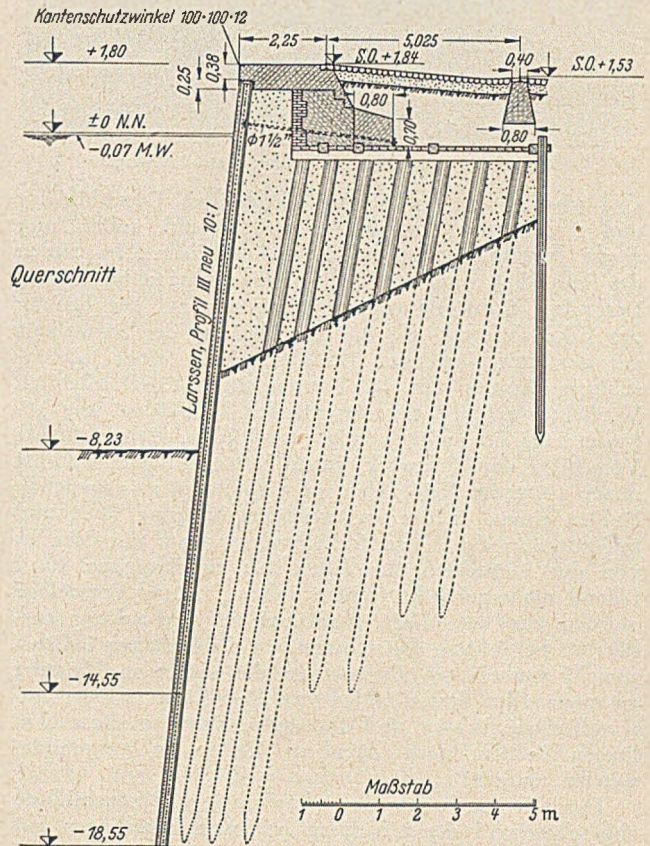 Kantenschutzwinkel 100·100·12
+1,80
2,25
5,025
S.O.+1,84
0,40
S.O.+1,53
0,25
0,38
0,80
0,70
0,80
±0 N.N.
-0,07 M.W.
ϕ1½"
Larssen, Profil III neu 10:1
Querschnitt
-8,23
-14,55
-18,55
Maßstab
1 0 1 2 3 4 5 m